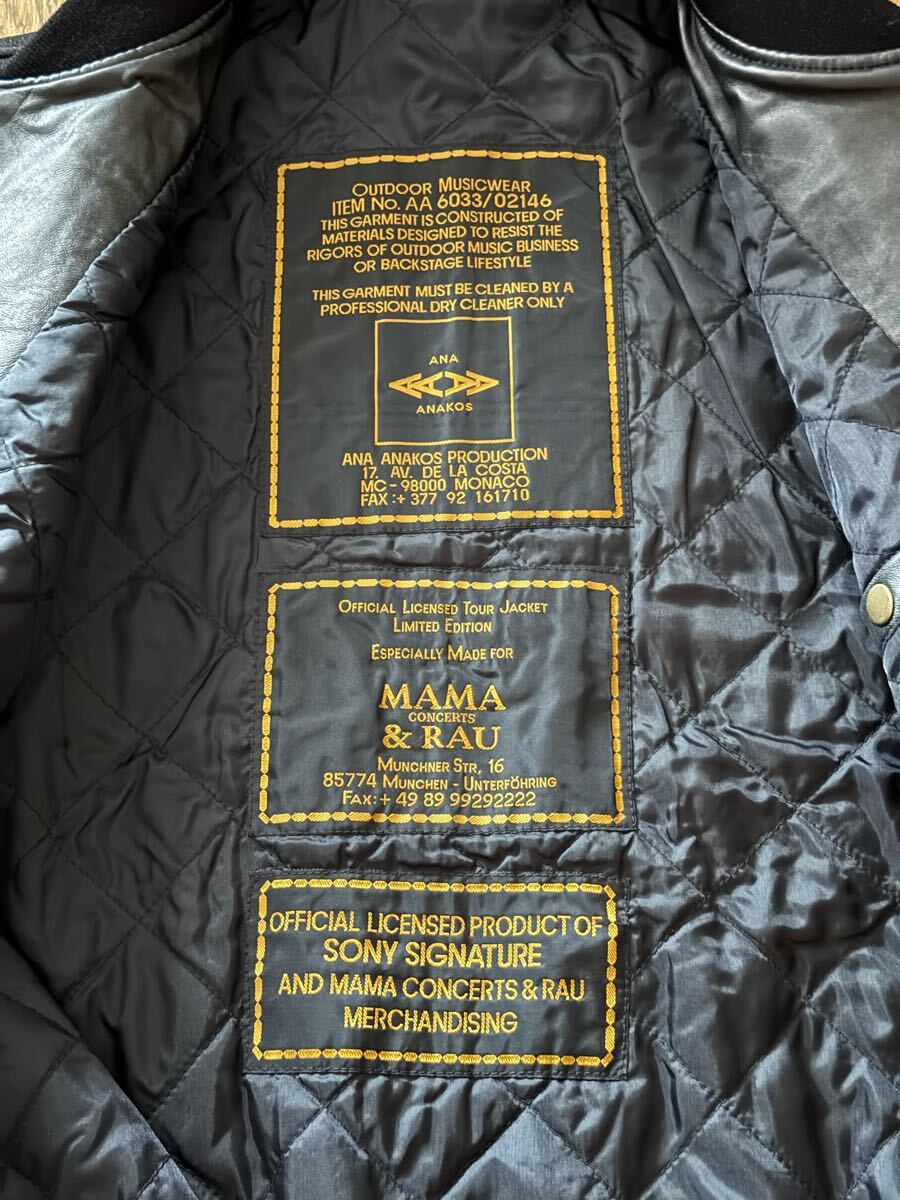 OUTDOOR MUSICWEAR
ITEM NO. AA 6033/02146
THIS GARMENT IS CONSTRUCTED OF
MATERIALS DESIGNED TO RESIST THE
RIGORS OF OUTDOOR MUSIC BUSINESS
OR BACKSTAGE LIFESTYLE
THIS GARMENT MUST BE CLEANED BY A
PROFESSIONAL DRY CLEANER ONLY
ANA
ANAKOS
ANA ANAKOS PRODUCTION
17. AV. DE LA COSTA
MC-98000 MONACO
FAX:+ 377 92 161710
OFFICIAL LICENSED TOUR JACKET
LIMITED EDITION
ESPECIALLY MADE FOR
MAMA
CONCERTS
& RAU
MUNCHNER STR, 16
85774 MUNCHEN - UNTERFÖHRING
FAX:+ 49 89 99292222
OFFICIAL LICENSED PRODUCT OF
SONY SIGNATURE
AND MAMA CONCERTS & RAU
MERCHANDISING